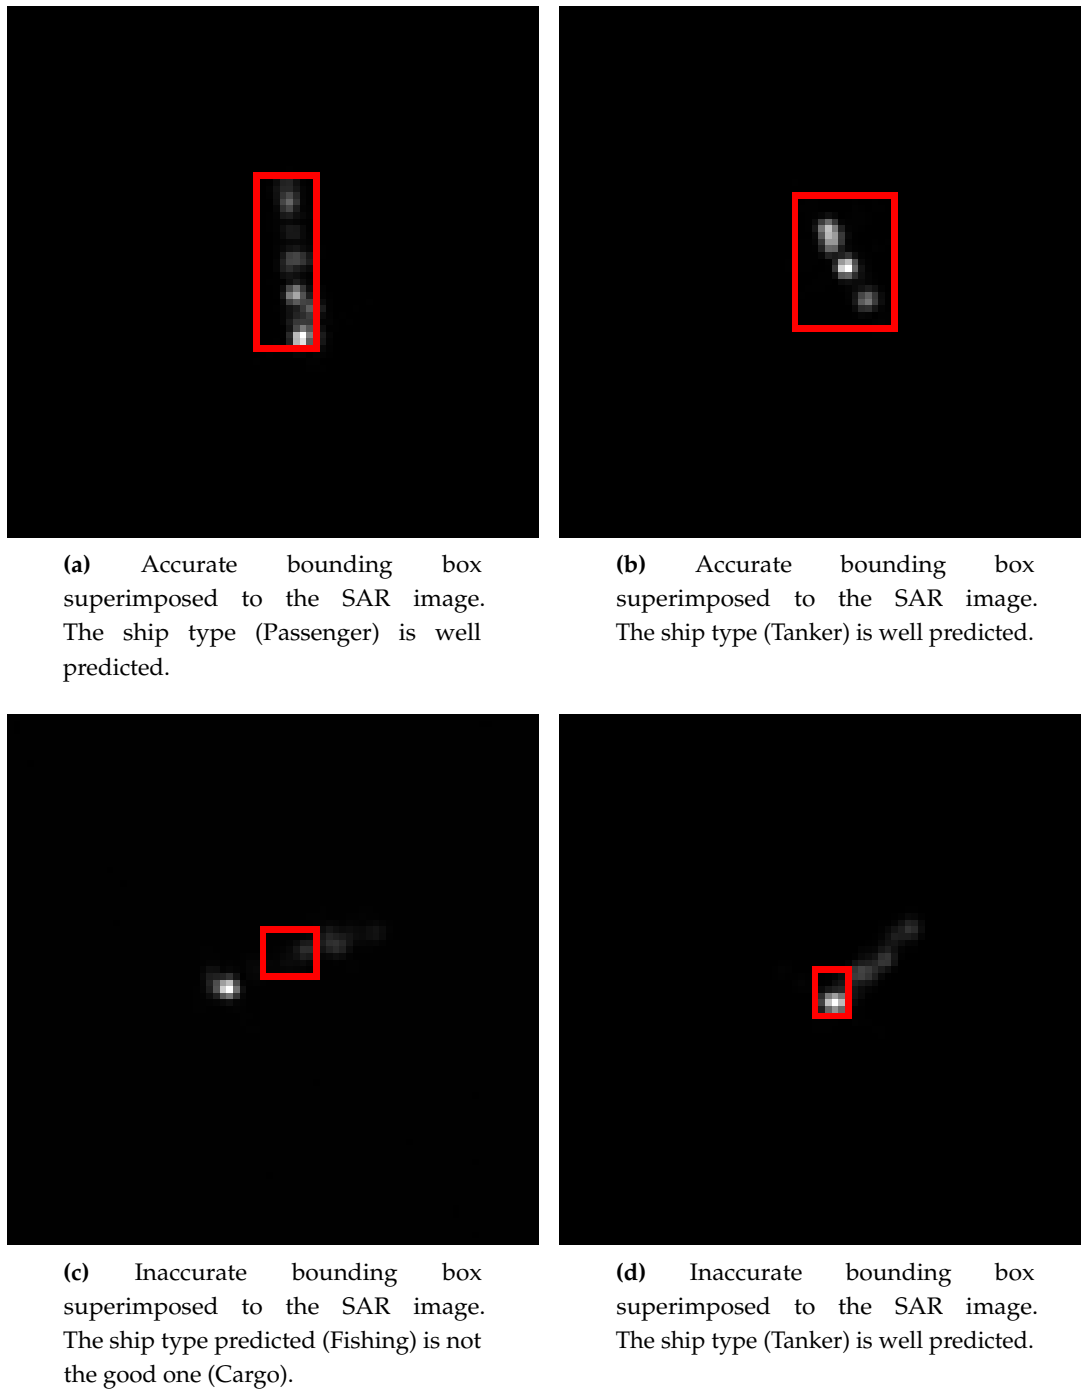 (a) Accurate bounding box
superimposed to the SAR image.
The ship type (Passenger) is well
predicted.
(b) Accurate bounding box
superimposed to the SAR image.
The ship type (Tanker) is well predicted.
(c) Inaccurate bounding box
superimposed to the SAR image.
The ship type predicted (Fishing) is not
the good one (Cargo).
(d) Inaccurate bounding box
superimposed to the SAR image.
The ship type (Tanker) is well predicted.